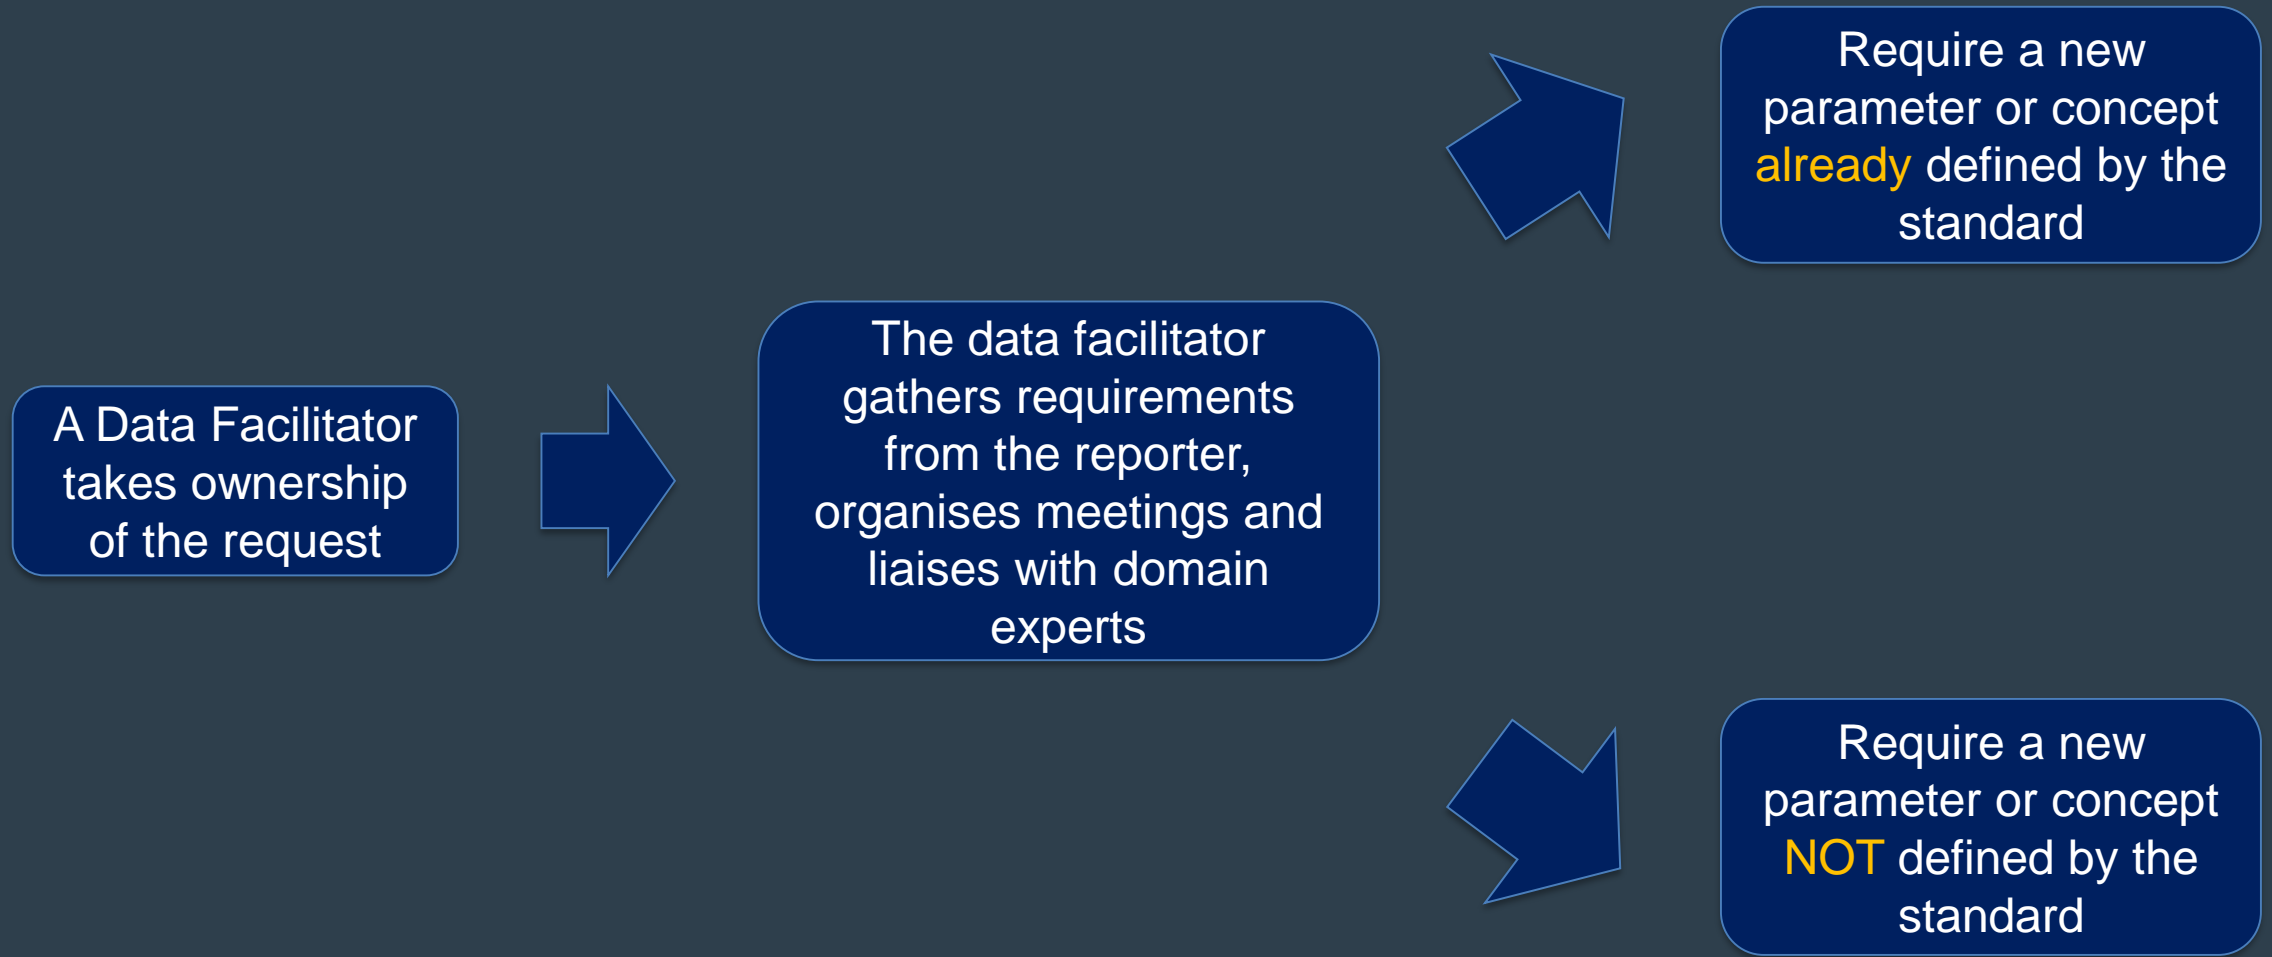 A Data Facilitator
takes ownership
of the request
The data facilitator
gathers requirements
from the reporter,
organises meetings and
liaises with domain
experts
Require a new
parameter or concept
already defined by the
standard
Require a new
parameter or concept
NOT defined by the
standard